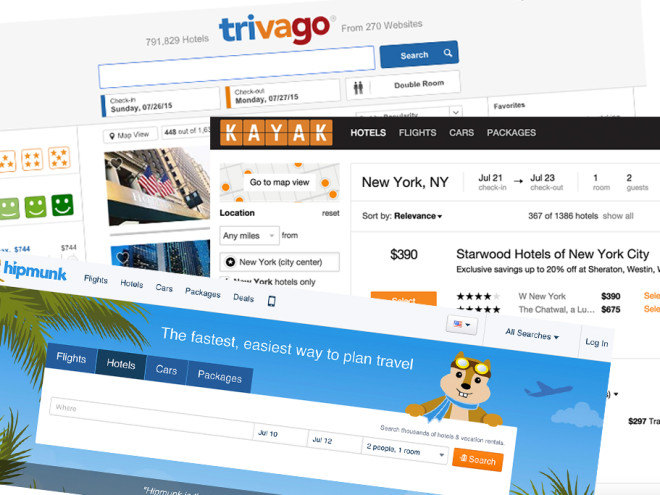 791,829 Hotels
trivago
From 270 Websites
Search
Check-in
Sunday, 07/26/15
Check-out
Monday, 07/27/15
Double Room
Map View
448 out of
Favorites
$744
$744
KAYAK
HOTELS
FLIGHTS
CARS
PACKAGES
Go to map view
Location
reset
Any miles
from
New York (city center)
New York hotels only
New York, NY
Jul 21
check-in
→
Jul 23
check-out
1
room
2
guests
Sort by: Relevance
367 of 1386 hotels
show all
$390
Select
Starwood Hotels of New York City
Exclusive savings up to 20% off at Sheraton, Westin, W
★★★★
W New York
$390
★★★★★
The Chatwal, a Lu...
$675
$297
hipmunk
Flights
Hotels
Cars
Packages
Deals
All Searches
Log In
The fastest, easiest way to plan travel
Flights
Hotels
Cars
Packages
Search thousands of hotels & vacation rentals.
Where
Jul 10
Jul 12
2 people, 1 room
Search
"Hipmunk is